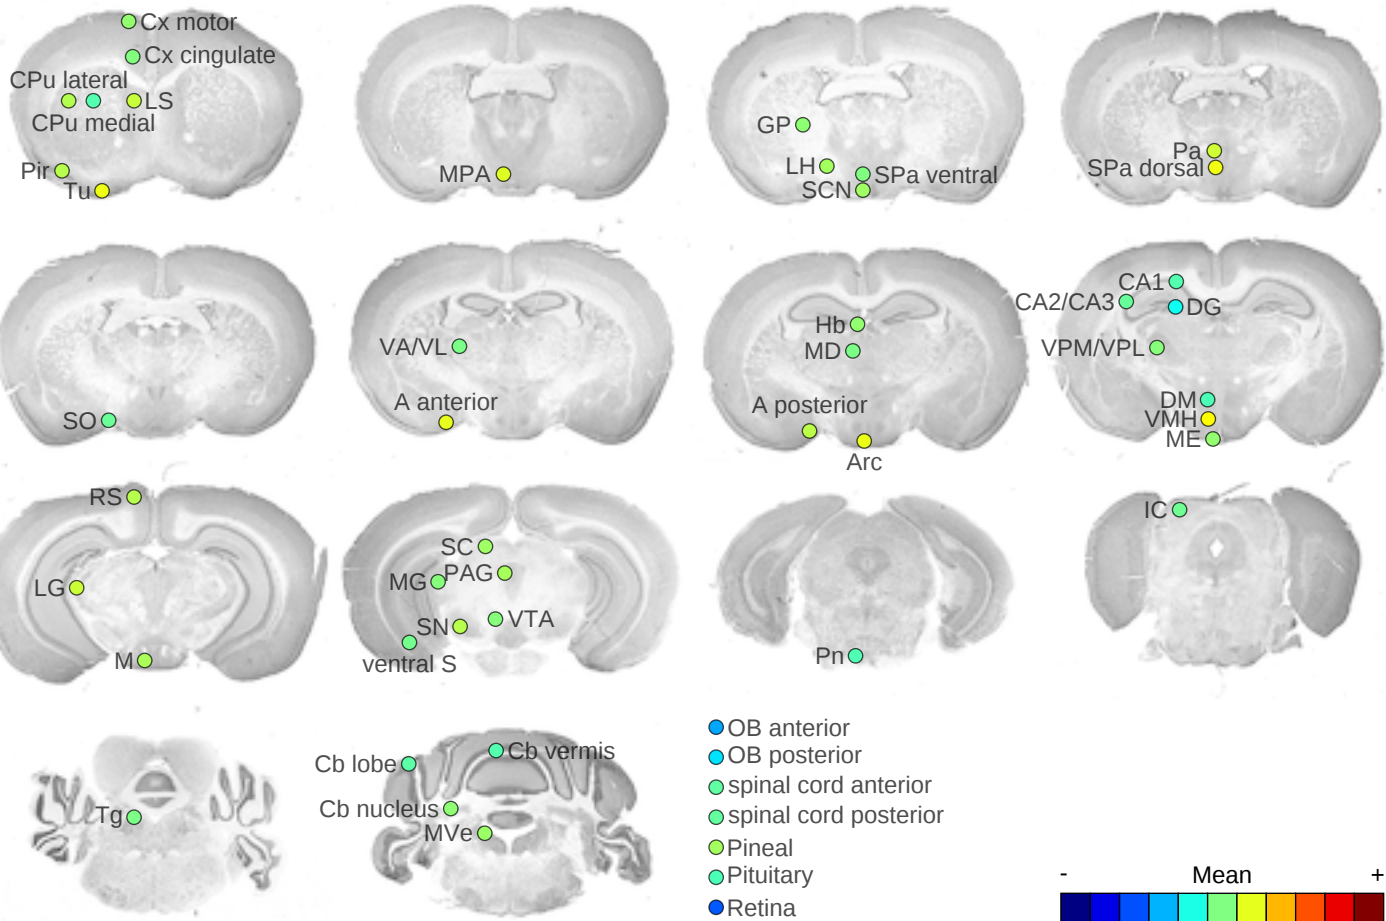 Cx motor
Cx cingulate
CPu lateral
LS
CPu medial
Pir
Tu
MPA
GP
LH
SPa ventral
SCN
Pa
SPa dorsal
SO
VA/VL
A anterior
Hb
MD
A posterior
Arc
CA1
CA2/CA3
DG
VPM/VPL
DM
VMH
ME
RS
LG
M
SC
PAG
MG
VTA
SN
ventral S
Pn
IC
Tg
Cb lobe
Cb vermis
Cb nucleus
MVe
OB anterior
OB posterior
spinal cord anterior
spinal cord posterior
Pineal
Pituitary
Retina
- Mean +